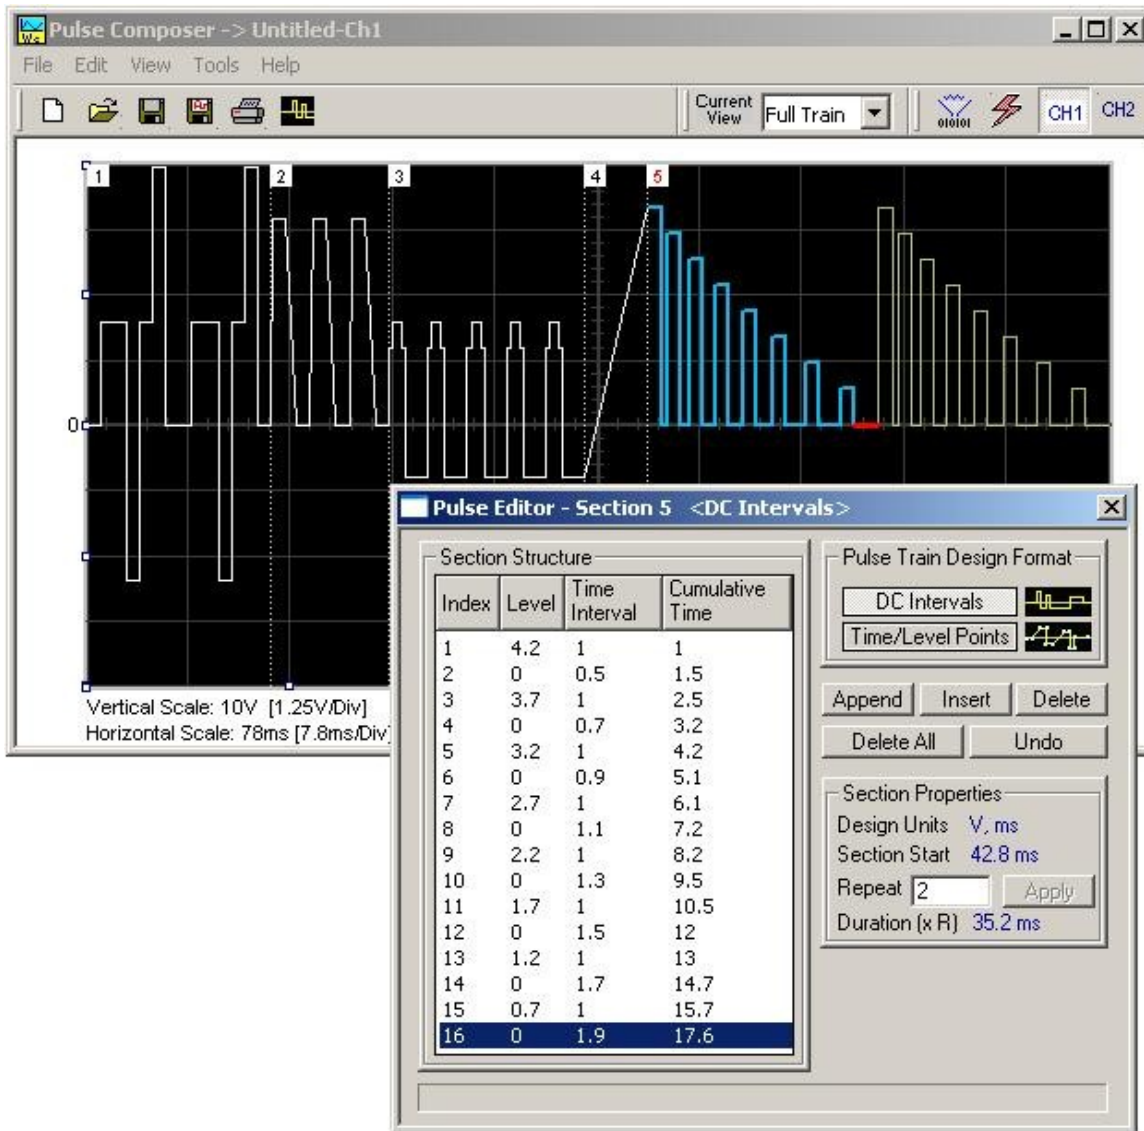 Pulse Composer -> Untitled-Ch1
File Edit View Tools Help
Current View Full Train CH1 CH2
1 2 3 4 5
0
Vertical Scale: 10V [1.25V/Div]
Horizontal Scale: 78ms [7.8ms/Div]
Pulse Editor - Section 5 <DC Intervals>
Section Structure
Index Level Time Interval Cumulative Time
1 4.2 1 1
2 0 0.5 1.5
3 3.7 1 2.5
4 0 0.7 3.2
5 3.2 1 4.2
6 0 0.9 5.1
7 2.7 1 6.1
8 0 1.1 7.2
9 2.2 1 8.2
10 0 1.3 9.5
11 1.7 1 10.5
12 0 1.5 12
13 1.2 1 13
14 0 1.7 14.7
15 0.7 1 15.7
16 0 1.9 17.6
Pulse Train Design Format
DC Intervals
Time/Level Points
Append Insert Delete
Delete All Undo
Section Properties
Design Units V, ms
Section Start 42.8 ms
Repeat 2 Apply
Duration (x R) 35.2 ms